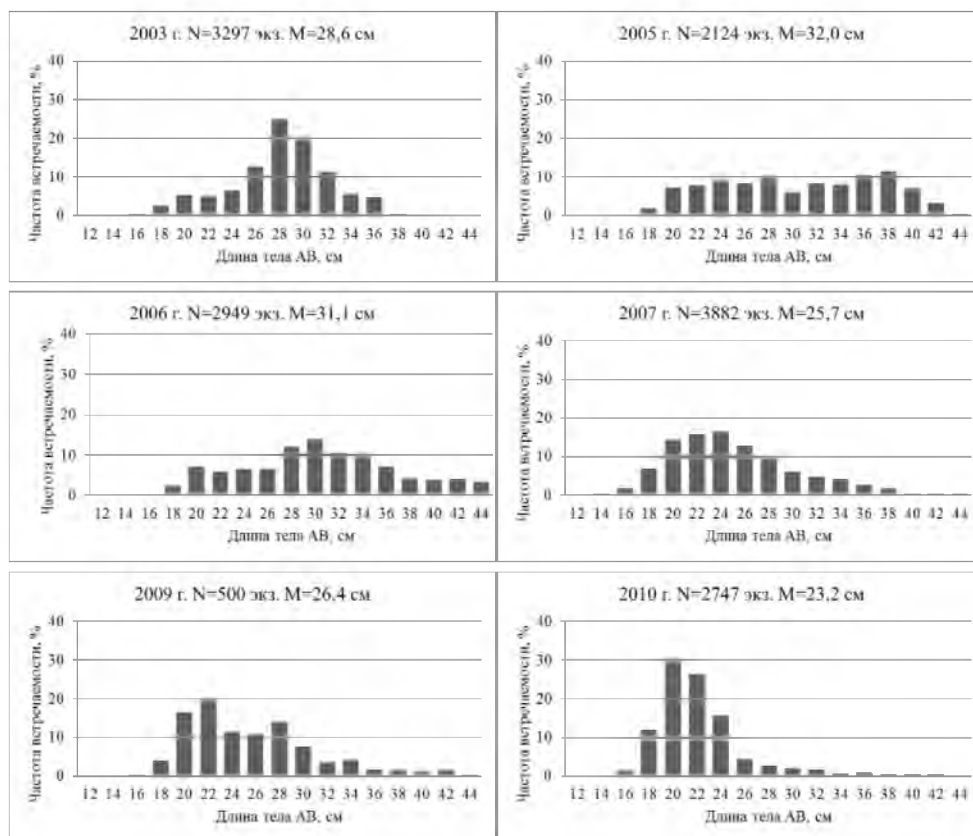 2003 г. N=3297 экз. M=28,6 см
Частота встречаемости, %
40
30
20
10
0
12 14 16 18 20 22 24 26 28 30 32 34 36 38 40 42 44
Длина тела АВ, см
2005 г. N=2124 экз. M=32,0 см
Частота встречаемости, %
40
30
20
10
0
12 14 16 18 20 22 24 26 28 30 32 34 36 38 40 42 44
Длина тела АВ, см
2006 г. N=2949 экз. M=31,1 см
Частота встречаемости, %
40
30
20
10
0
12 14 16 18 20 22 24 26 28 30 32 34 36 38 40 42 44
Длина тела АВ, см
2007 г. N=3882 экз. M=25,7 см
Частота встречаемости, %
40
30
20
10
0
12 14 16 18 20 22 24 26 28 30 32 34 36 38 40 42 44
Длина тела АВ, см
2009 г. N=500 экз. M=26,4 см
Частота встречаемости, %
40
30
20
10
0
12 14 16 18 20 22 24 26 28 30 32 34 36 38 40 42 44
Длина тела АВ, см
2010 г. N=2747 экз. M=23,2 см
Частота встречаемости, %
40
30
20
10
0
12 14 16 18 20 22 24 26 28 30 32 34 36 38 40 42 44
Длина тела АВ, см